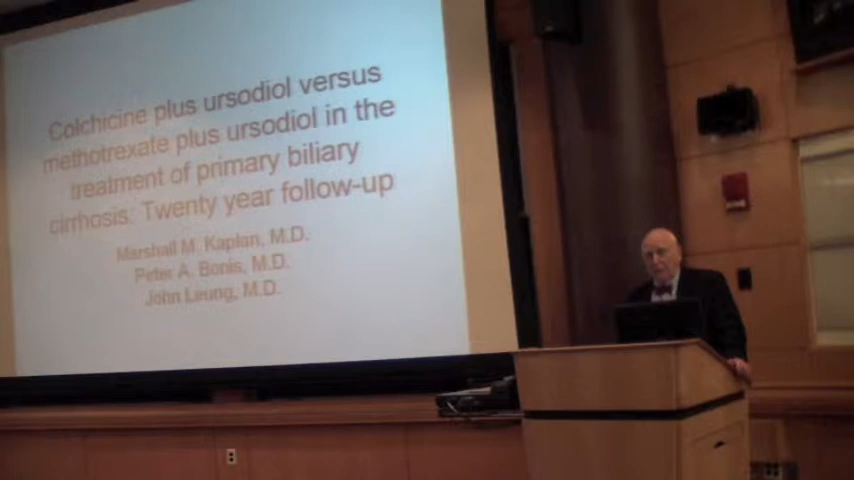 Colchicine plus ursodiol versus
methotrexate plus ursodiol in the
treatment of primary biliary
cirrhosis: Twenty year follow-up
Marshall M. Kaplan, M.D.
Peter A. Bonis, M.D.
John Leung, M.D.